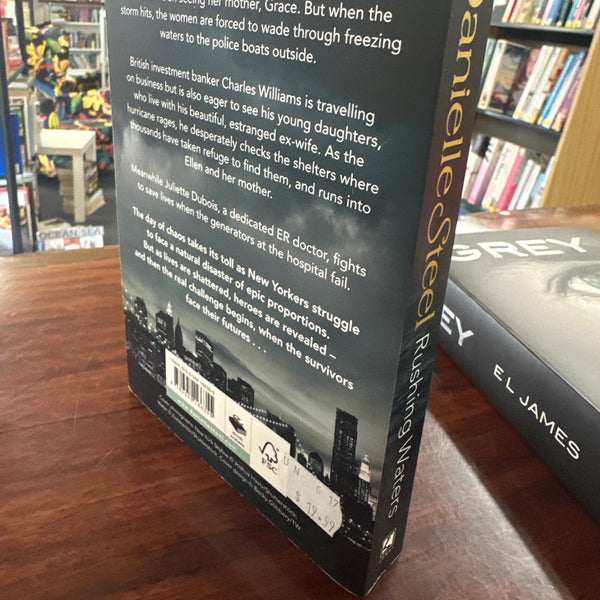 seeing her mother, Grace. But when the
storm hits, the women are forced to wade through freezing
waters to the police boats outside.
British investment banker Charles Williams is travelling
on business but is also eager to see his young daughters,
who live with his beautiful, estranged ex-wife. As the
hurricane rages, he desperately checks the shelters where
thousands have taken refuge to find them, and runs into
Ellen and her mother.
Meanwhile Juliette Dubois, a dedicated ER doctor, fights
to save lives when the generators at the hospital fail.
The day of chaos takes its toll as New Yorkers struggle
to face a natural disaster of epic proportions.
But as lives are shattered, heroes are revealed –
and then the real challenge begins, when the survivors
face their futures . . .
FSC
$ 19.99
Danielle Steel
Rushing Waters
GREY
E L JAMES
OCEAN SEA